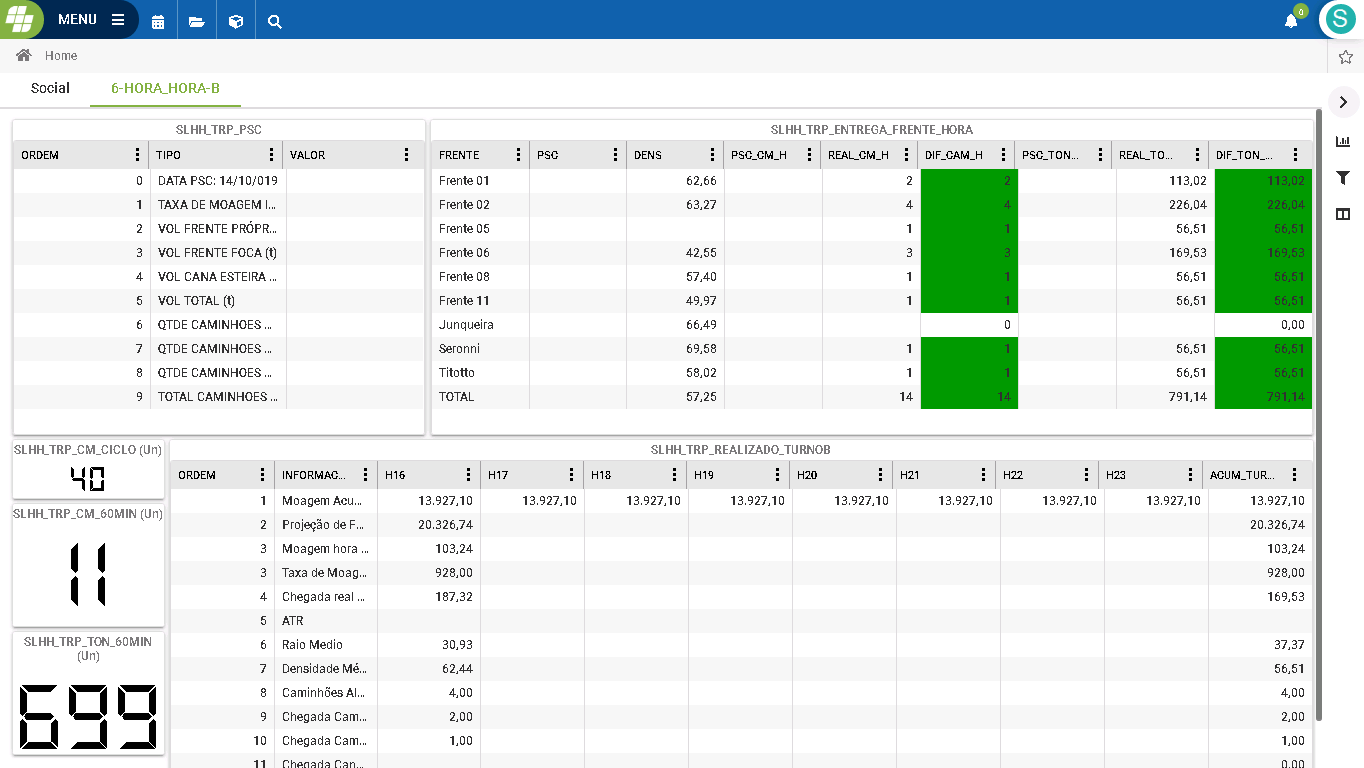 MENU
0
S
Home
Social 6-HORA_HORA-B
SLHH_TRP_PSC
ORDEM TIPO VALOR
0 DATA PSC: 14/10/019
1 TAXA DE MOAGEM I...
2 VOL FRENTE PRÓPR...
3 VOL FRENTE FOCA (t)
4 VOL CANA ESTEIRA ...
5 VOL TOTAL (t)
6 QTDE CAMINHOES ...
7 QTDE CAMINHOES ...
8 QTDE CAMINHOES ...
9 TOTAL CAMINHOES ...
SLHH_TRP_ENTREGA_FRENTE_HORA
FRENTE PSC DENS PSC_CM_H REAL_CM_H DIF_CAM_H PSC_TON... REAL_TO... DIF_TON_...
Frente 01 62,66 2 2 113,02 113,02
Frente 02 63,27 4 4 226,04 226,04
Frente 05 1 1 56,51 56,51
Frente 06 42,55 3 3 169,53 169,53
Frente 08 57,40 1 1 56,51 56,51
Frente 11 49,97 1 1 56,51 56,51
Junqueira 66,49 0 0,00
Seronni 69,58 1 1 56,51 56,51
Titotto 58,02 1 1 56,51 56,51
TOTAL 57,25 14 14 791,14 791,14
SLHH_TRP_CM_CICLO (Un)
40
SLHH_TRP_CM_60MIN (Un)
11
SLHH_TRP_TON_60MIN
(Un)
699
SLHH_TRP_REALIZADO_TURNOB
ORDEM INFORMAC... H16 H17 H18 H19 H20 H21 H22 H23 ACUM_TUR...
1 Moagem Acu... 13.927,10 13.927,10 13.927,10 13.927,10 13.927,10 13.927,10 13.927,10 13.927,10 13.927,10
2 Projeção de F... 20.326,74 20.326,74
3 Moagem hora ... 103,24 103,24
3 Taxa de Moag... 928,00 928,00
4 Chegada real ... 187,32 169,53
5 ATR
6 Raio Medio 30,93 37,37
7 Densidade Mé... 62,44 56,51
8 Caminhões Al... 4,00 4,00
9 Chegada Cam... 2,00 2,00
10 Chegada Cam... 1,00 1,00
11 Chegada Can... 0,00